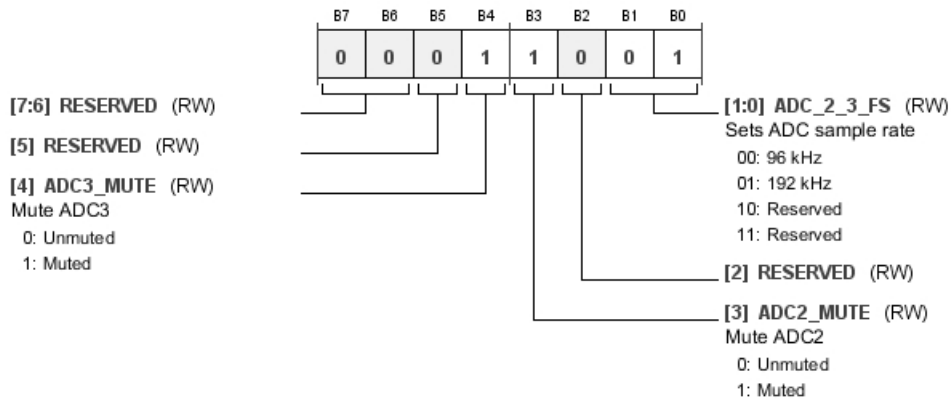 B7 B6 B5 B4 B3 B2 B1 B0
0 0 0 1 1 0 0 1
[7:6] RESERVED (RW)
[5] RESERVED (RW)
[4] ADC3_MUTE (RW)
Mute ADC3
0: Unmuted
1: Muted
[1:0] ADC_2_3_FS (RW)
Sets ADC sample rate
00: 96 kHz
01: 192 kHz
10: Reserved
11: Reserved
[2] RESERVED (RW)
[3] ADC2_MUTE (RW)
Mute ADC2
0: Unmuted
1: Muted